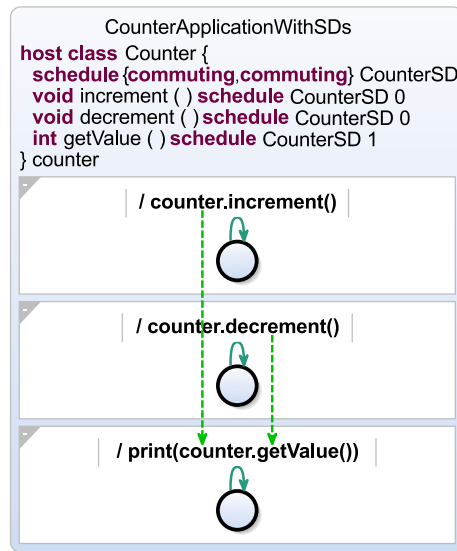 CounterApplicationWithSDs
host class Counter {
schedule{commuting,commuting} CounterSD
void increment ( ) schedule CounterSD 0
void decrement ( ) schedule CounterSD 0
int getValue ( ) schedule CounterSD 1
} counter
-
/ counter.increment()
-
/ counter.decrement()
-
/ print(counter.getValue())